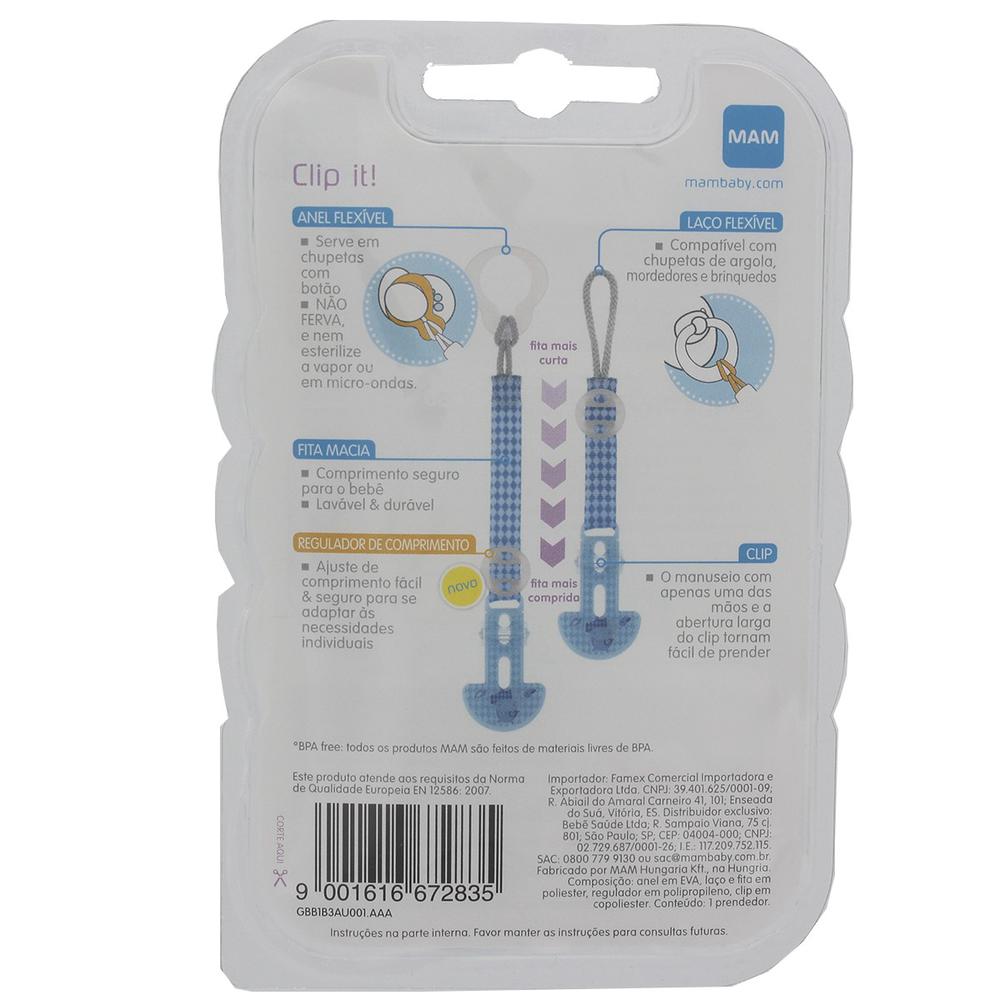 MAM
mambaby.com
Clip it!
ANEL FLEXÍVEL
■ Serve em
chupetas
com
botão
■ NÃO
FERVA,
e nem
esterilize
a vapor ou
em micro-ondas.
LAÇO FLEXÍVEL
■ Compatível com
chupetas de argola,
mordedores e brinquedos
fita mais
curta
FITA MACIA
■ Comprimento seguro
para o bebê
■ Lavável & durável
REGULADOR DE COMPRIMENTO
■ Ajuste de
comprimento fácil
& seguro para se
adaptar às
necessidades
individuais
novo
fita mais
comprida
CLIP
■ O manuseio com
apenas uma das
mãos e a
abertura larga
do clip tornam
fácil de prender
°BPA free: todos os produtos MAM são feitos de materiais livres de BPA.
Este produto atende aos requisitos da Norma
de Qualidade Europeia EN 12586: 2007.
CORTE AQUI
9 001616 672835
GBB1B3AU001.AAA
Importador: Famex Comercial Importadora e
Exportadora Ltda. CNPJ: 39.401.625/0001-09;
R. Abiail do Amaral Carneiro 41, 101; Enseada
do Suá, Vitória, ES. Distribuidor exclusivo:
Bebê Saúde Ltda; R. Sampaio Viana, 75 cj.
801, São Paulo; SP; CEP: 04004-000; CNPJ:
02.729.687/0001-26; I.E.: 117.209.752.115.
SAC: 0800 779 9130 ou sac@mambaby.com.br.
Fabricado por MAM Hungaria Kft., na Hungria.
Composição: anel em EVA, laço e fita em
poliester, regulador em polipropileno, clip em
copoliester. Conteúdo: 1 prendedor.
Instruções na parte interna. Favor manter as instruções para consultas futuras.